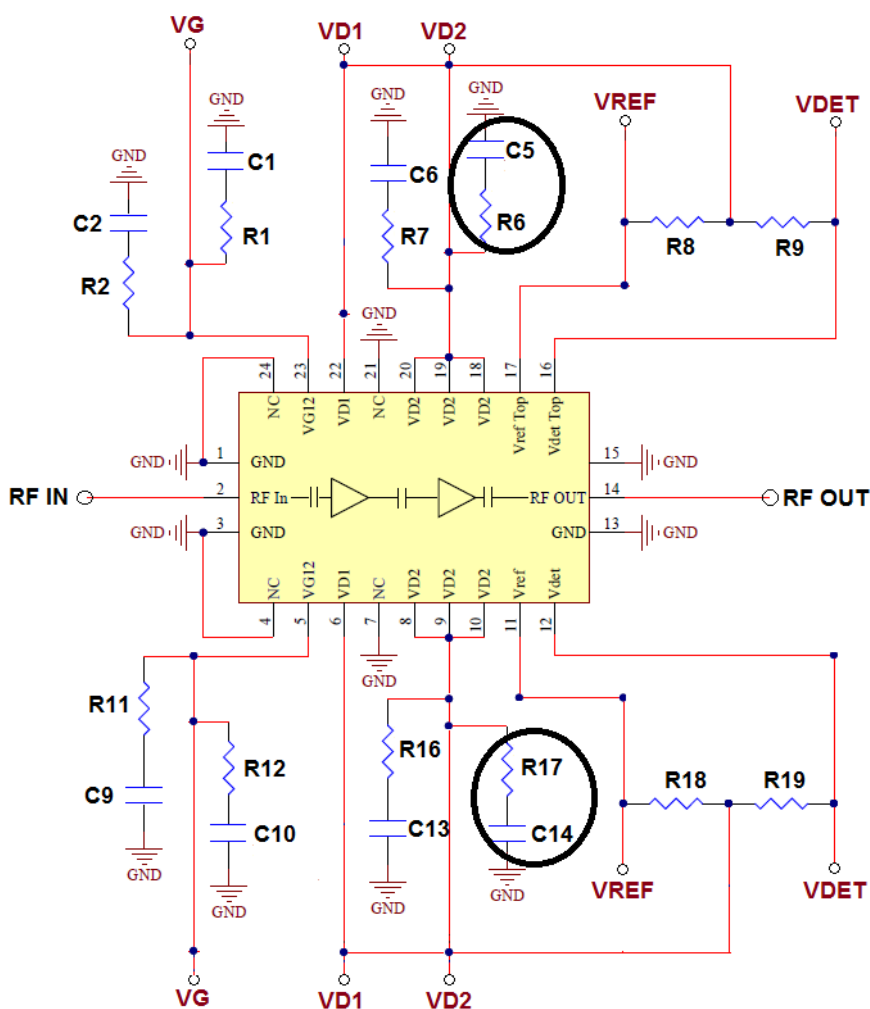 VG VD1 VD2
GND GND GND
VREF VDET
C1 C6 C5
GND
C2 R1 R7 R6 R8 R9
R2
GND
24 23 22 21 20 19 18 17 16
NC VG12 VD1 NC VD2 VD2 VD2 Vref Top Vdet Top
GND 1 GND 15 GND
RF IN 2 RF In RF OUT 14 RF OUT
GND 3 GND GND 13 GND
NC VG12 VD1 NC VD2 VD2 VD2 Vref Vdet
4 5 6 7 8 9 10 11 12
GND
R11 R12 R16 R17 R18 R19
C9 C10 C13 C14
GND GND GND GND
VREF VDET
VG VD1 VD2